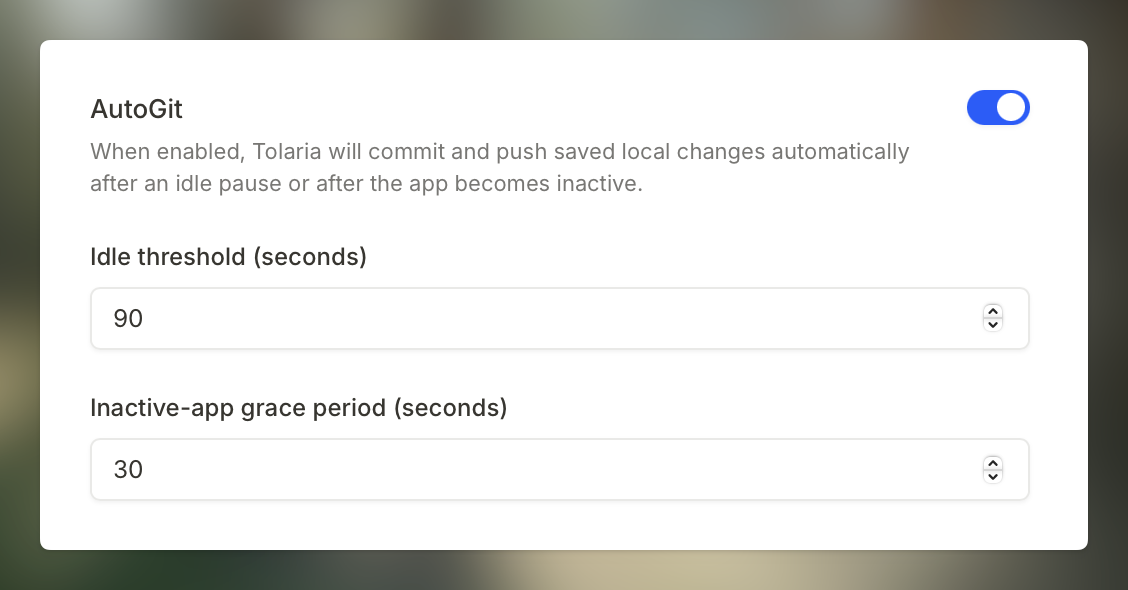 AutoGit
When enabled, Tolaria will commit and push saved local changes automatically
after an idle pause or after the app becomes inactive.
Idle threshold (seconds)
90
Inactive-app grace period (seconds)
30